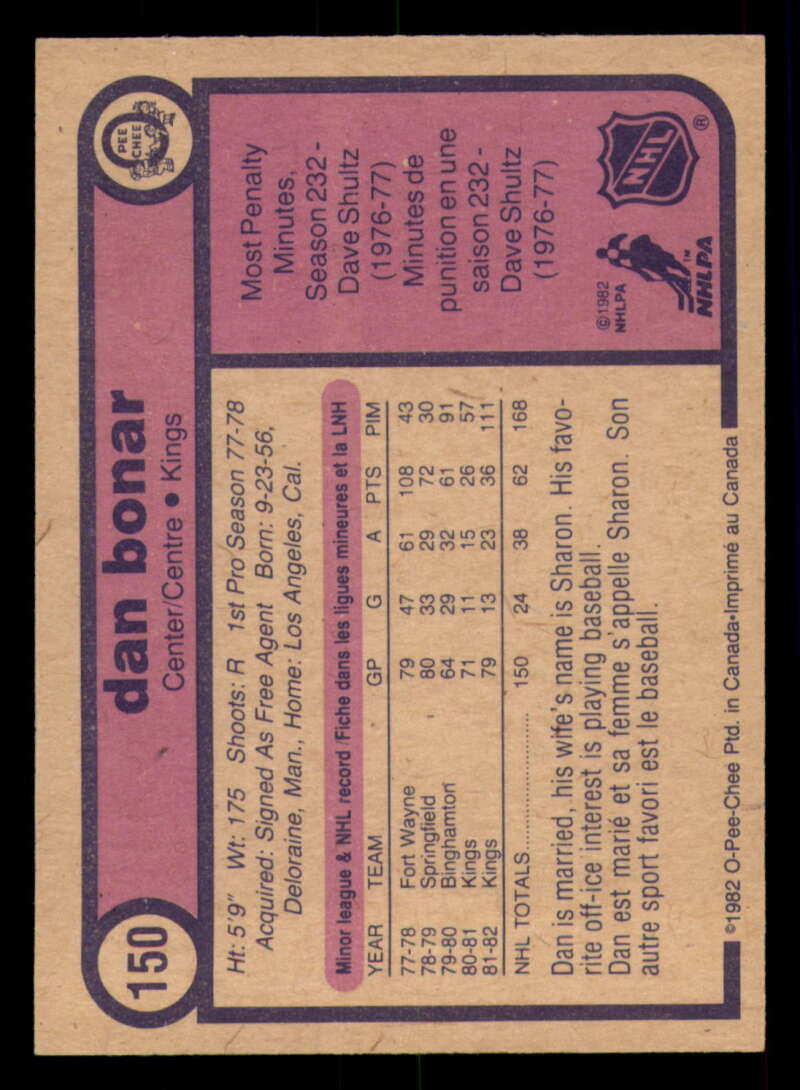 150
dan bonar
Center/Centre • Kings
O
PEE
CHEE
Ht: 5'9" Wt: 175 Shoots: R 1st Pro Season 77-78
Acquired: Signed As Free Agent Born: 9-23-56,
Deloraine, Man., Home: Los Angeles, Cal.
Minor league & NHL record/Fiche dans les ligues mineures et la LNH
YEAR TEAM GP G A PTS PIM
77-78 Fort Wayne 79 47 61 108 43
78-79 Springfield 80 33 29 72 30
79-80 Binghamton 64 29 32 61 91
80-81 Kings 71 11 15 26 57
81-82 Kings 79 13 23 36 111
NHL TOTALS.......................... 150 24 38 62 168
Dan is married, his wife's name is Sharon. His favo-
rite off-ice interest is playing baseball.
Dan est marié et sa femme s'appelle Sharon. Son
autre sport favori est le baseball.
Most Penalty
Minutes,
Season 232 -
Dave Shultz
(1976-77)
Minutes de
punition en une
saison 232 -
Dave Shultz
(1976-77)
©1982
NHLPA
NHLPA
TM
NHL
®
©1982 O-Pee-Chee Ptd. in Canada•Imprimé au Canada